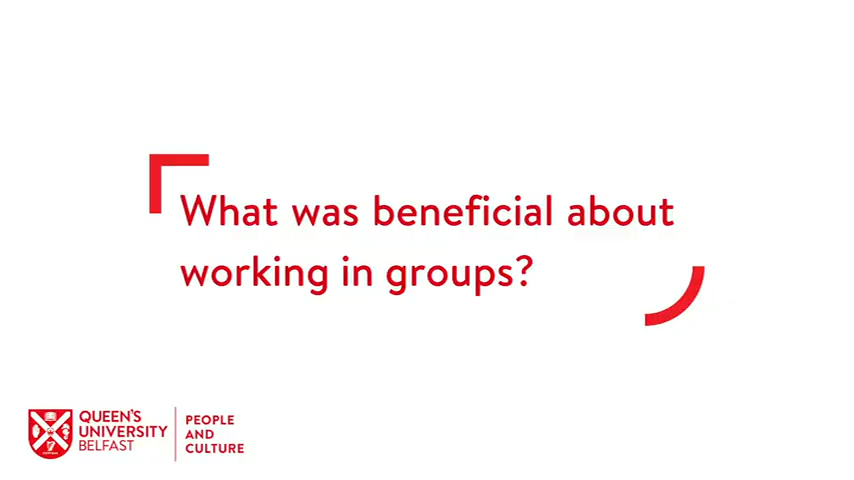 What was beneficial about
working in groups?
QUEEN'S
UNIVERSITY
BELFAST
PEOPLE
AND
CULTURE